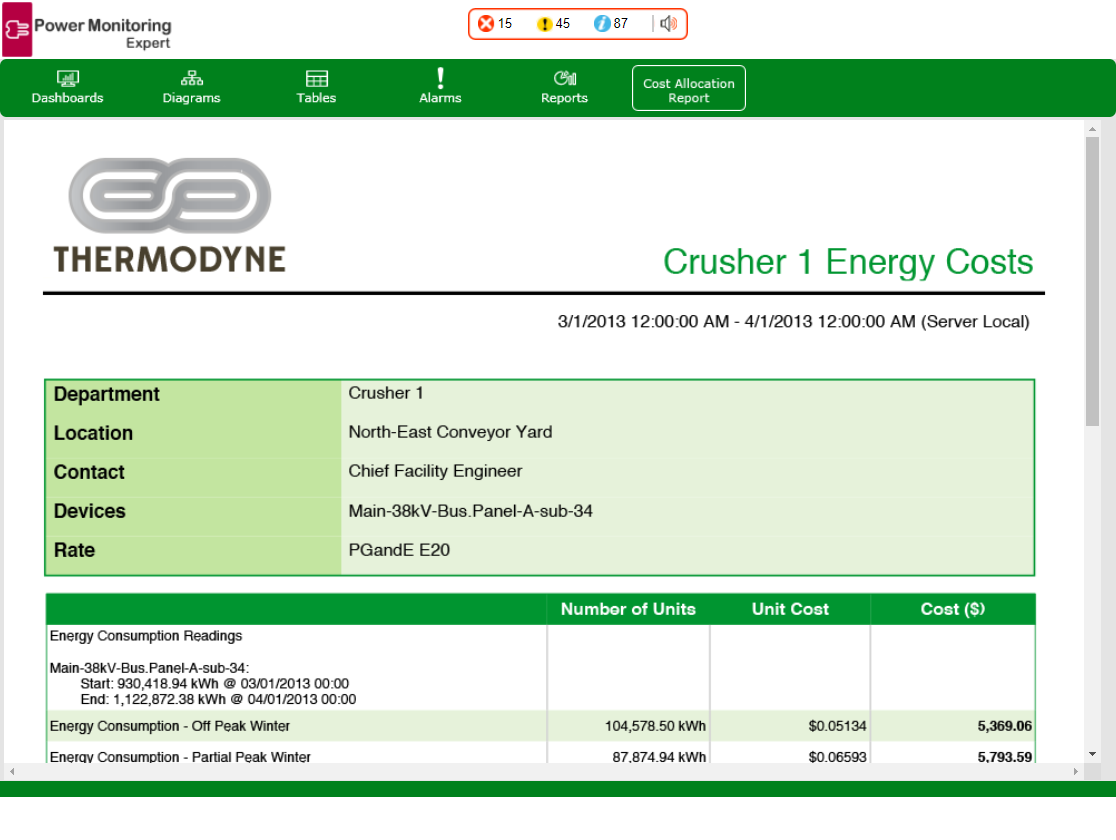 Power Monitoring
Expert
15 45 87
Dashboards Diagrams Tables Alarms Reports Cost Allocation
Report
THERMODYNE
Crusher 1 Energy Costs
3/1/2013 12:00:00 AM - 4/1/2013 12:00:00 AM (Server Local)
Department Crusher 1
Location North-East Conveyor Yard
Contact Chief Facility Engineer
Devices Main-38kV-Bus.Panel-A-sub-34
Rate PGandE E20
Number of Units Unit Cost Cost ($)
Energy Consumption Readings
Main-38kV-Bus.Panel-A-sub-34:
Start: 930,418.94 kWh @ 03/01/2013 00:00
End: 1,122,872.38 kWh @ 04/01/2013 00:00
Energy Consumption - Off Peak Winter 104,578.50 kWh $0.05134 5,369.06
Energy Consumption - Partial Peak Winter 87,874.94 kWh $0.06593 5,793.59